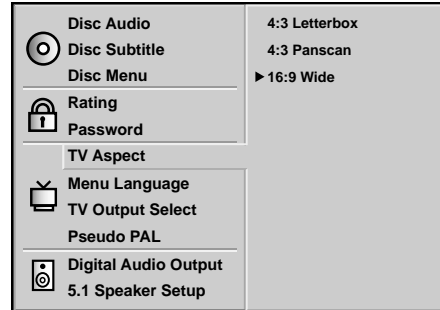 Disc Audio
Disc Subtitle
Disc Menu
Rating
Password
TV Aspect
Menu Language
TV Output Select
Pseudo PAL
Digital Audio Output
5.1 Speaker Setup
4:3 Letterbox
4:3 Panscan
16:9 Wide